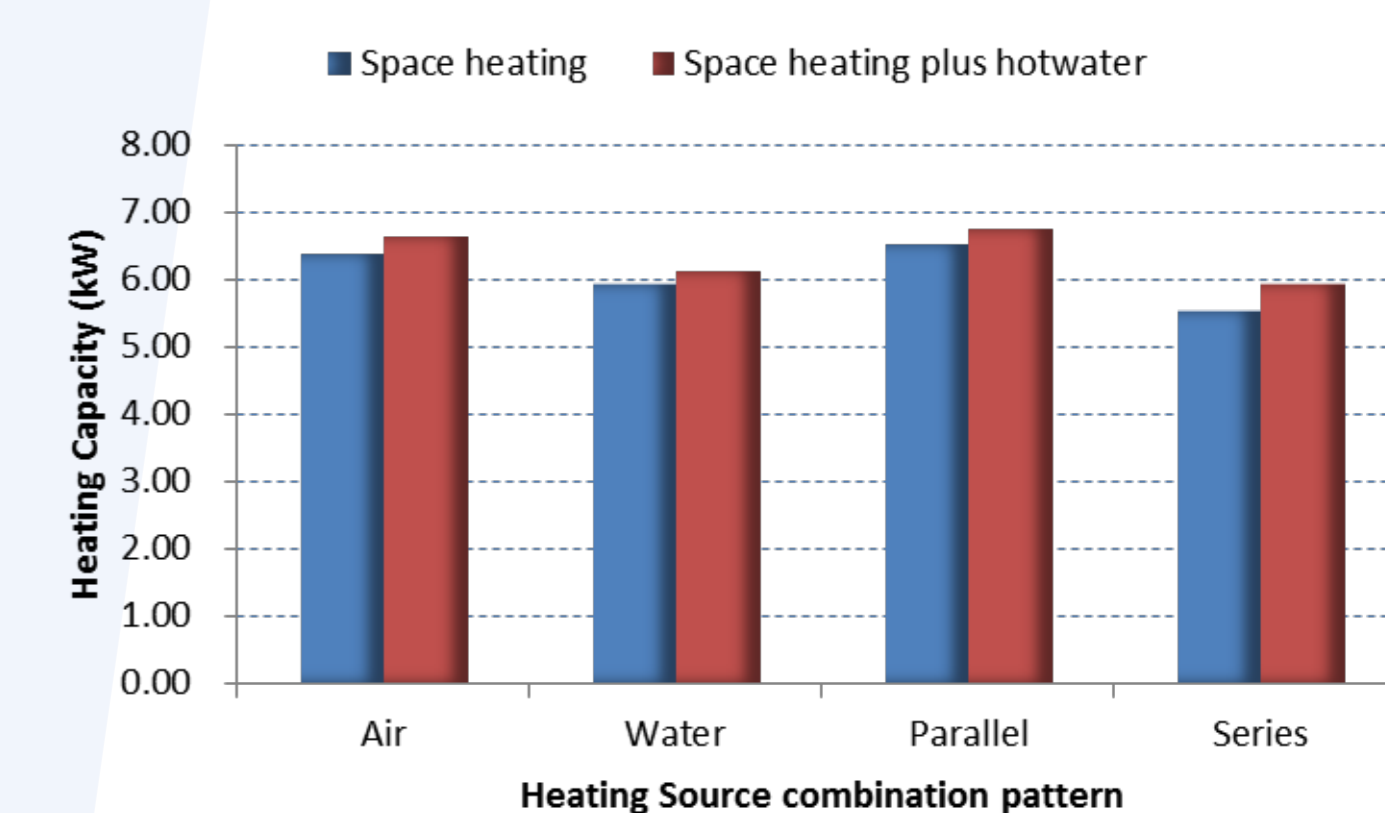 Space heating Space heating plus hotwater
8.00
7.00
6.00
5.00
4.00
3.00
2.00
1.00
0.00
Heating Capacity (kW)
Air Water Parallel Series
Heating Source combination pattern